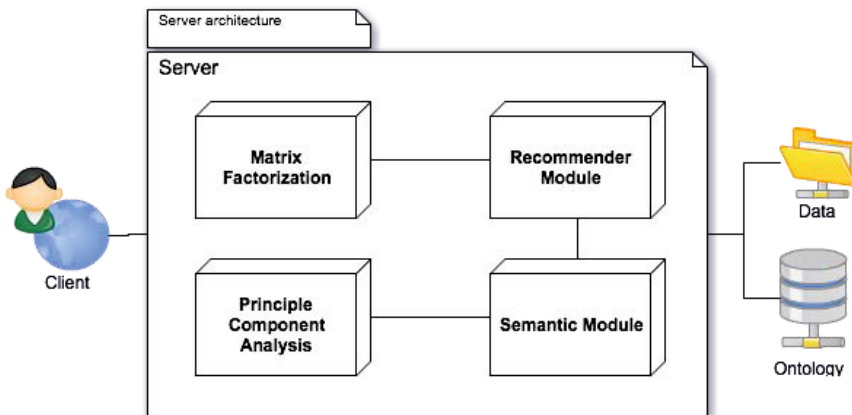 Server architecture
Server
Matrix
Factorization
Recommender
Module
Principle
Component
Analysis
Semantic Module
Client
Data
Ontology